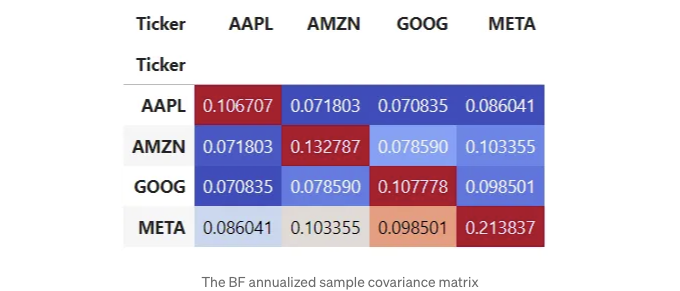 Ticker AAPL AMZN GOOG META
Ticker
AAPL 0.106707 0.071803 0.070835 0.086041
AMZN 0.071803 0.132787 0.078590 0.103355
GOOG 0.070835 0.078590 0.107778 0.098501
META 0.086041 0.103355 0.098501 0.213837
The BF annualized sample covariance matrix